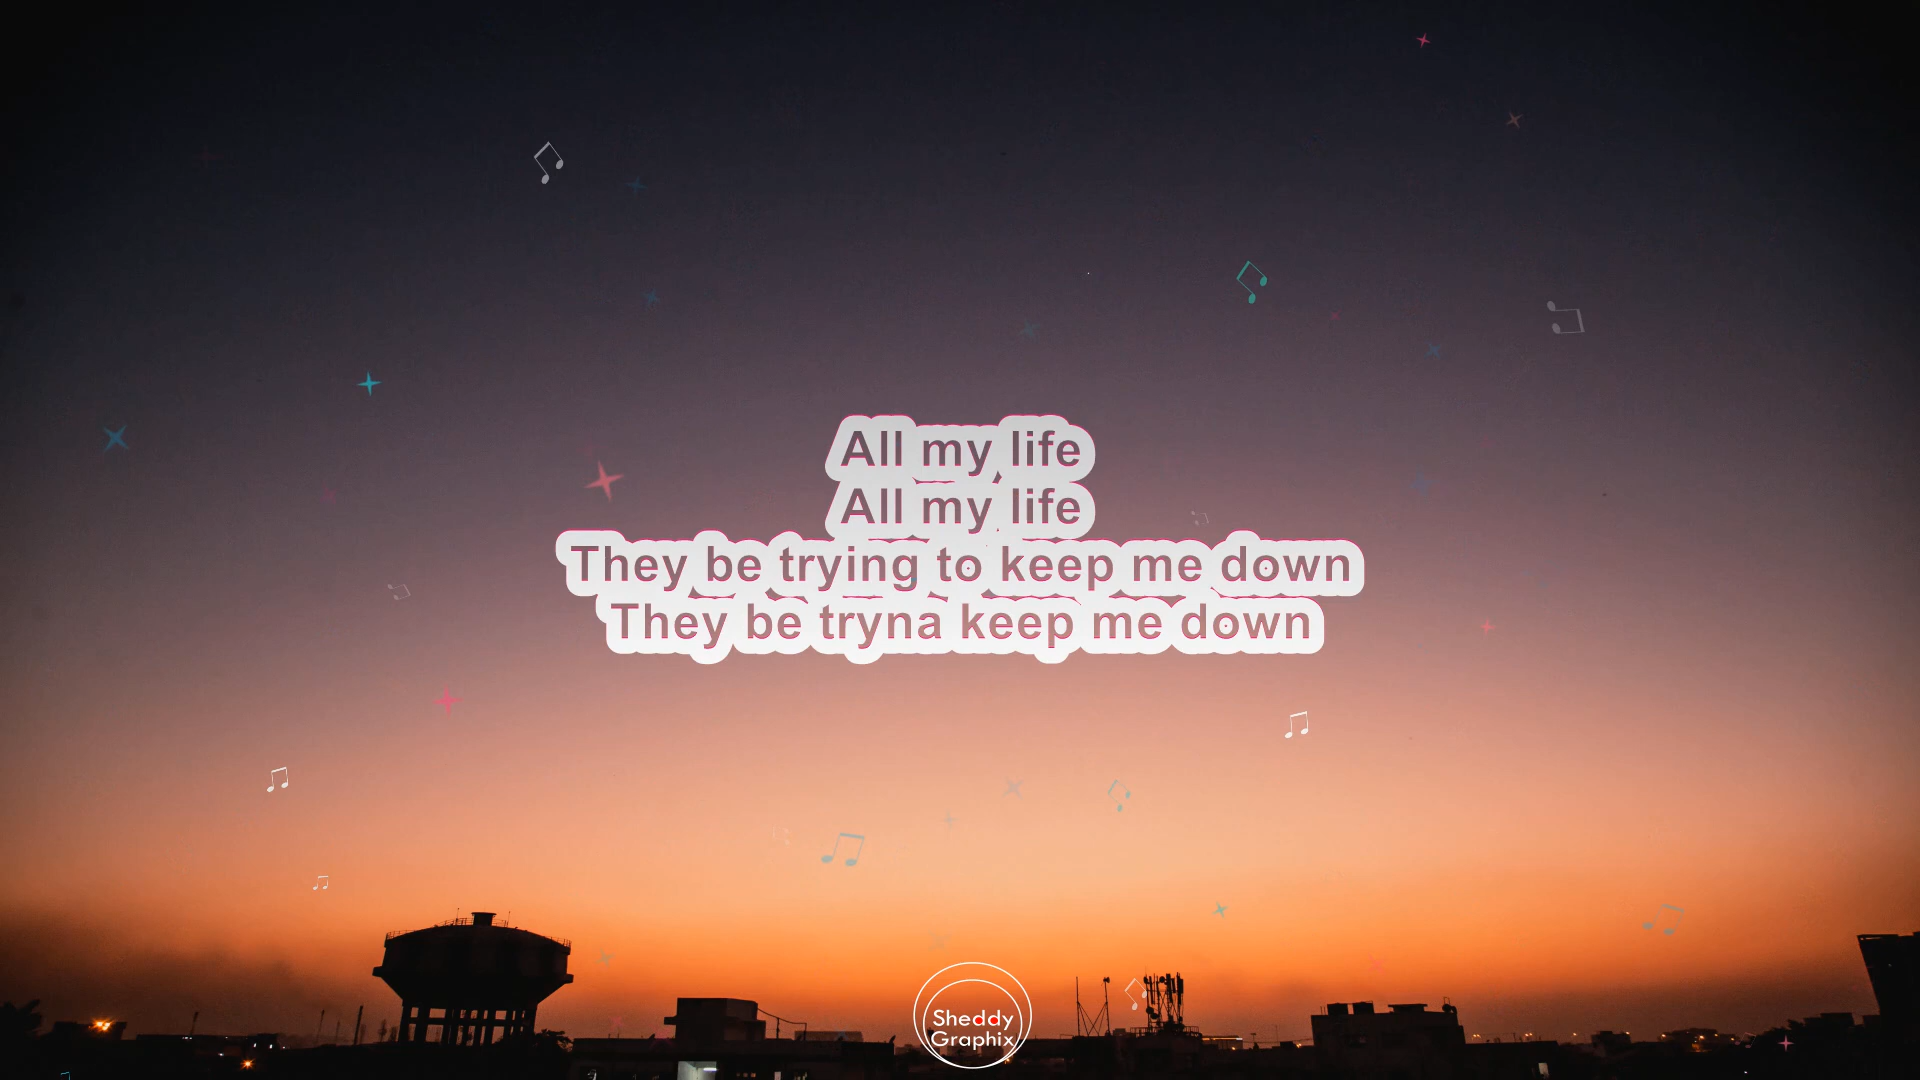 All my life
All my life
They be trying to keep me down
They be tryna keep me down
Sheddy
Graphix